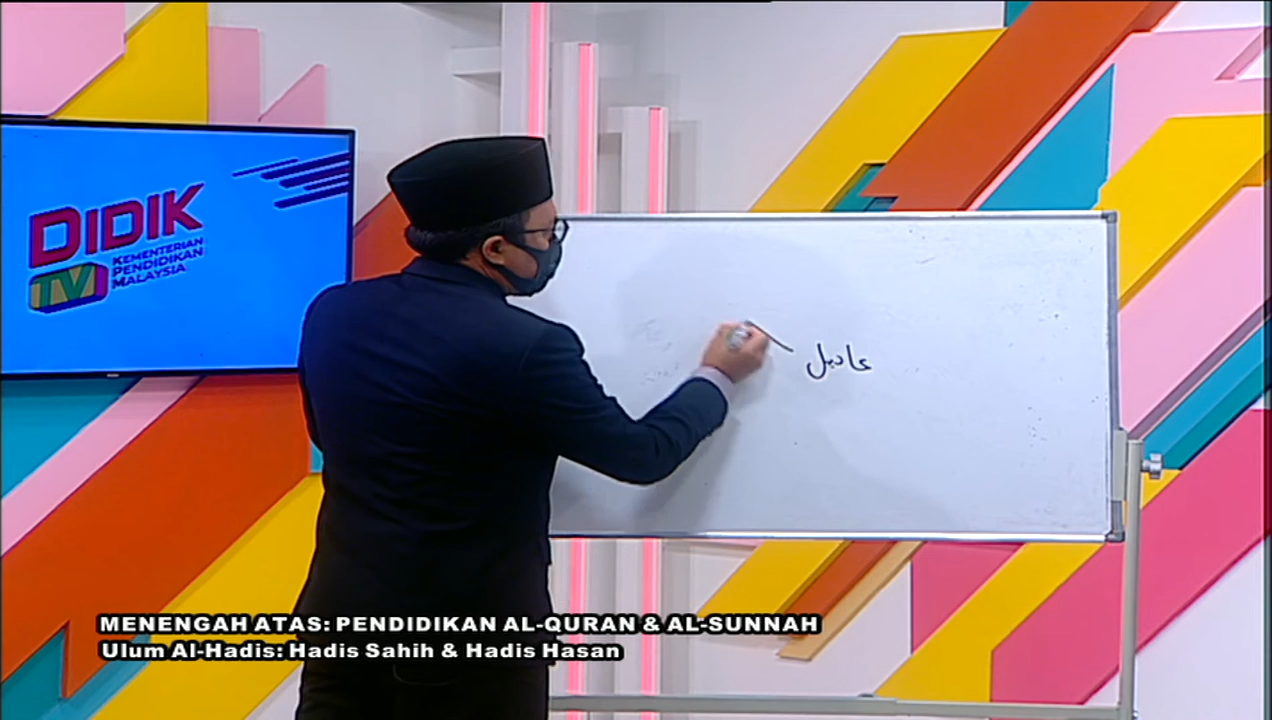 DIDIK
TV
KEMENTERIAN
PENDIDIKAN
MALAYSIA
عاديل
MENENGAH ATAS: PENDIDIKAN AL-QURAN & AL-SUNNAH
Ulum Al-Hadis: Hadis Sahih & Hadis Hasan